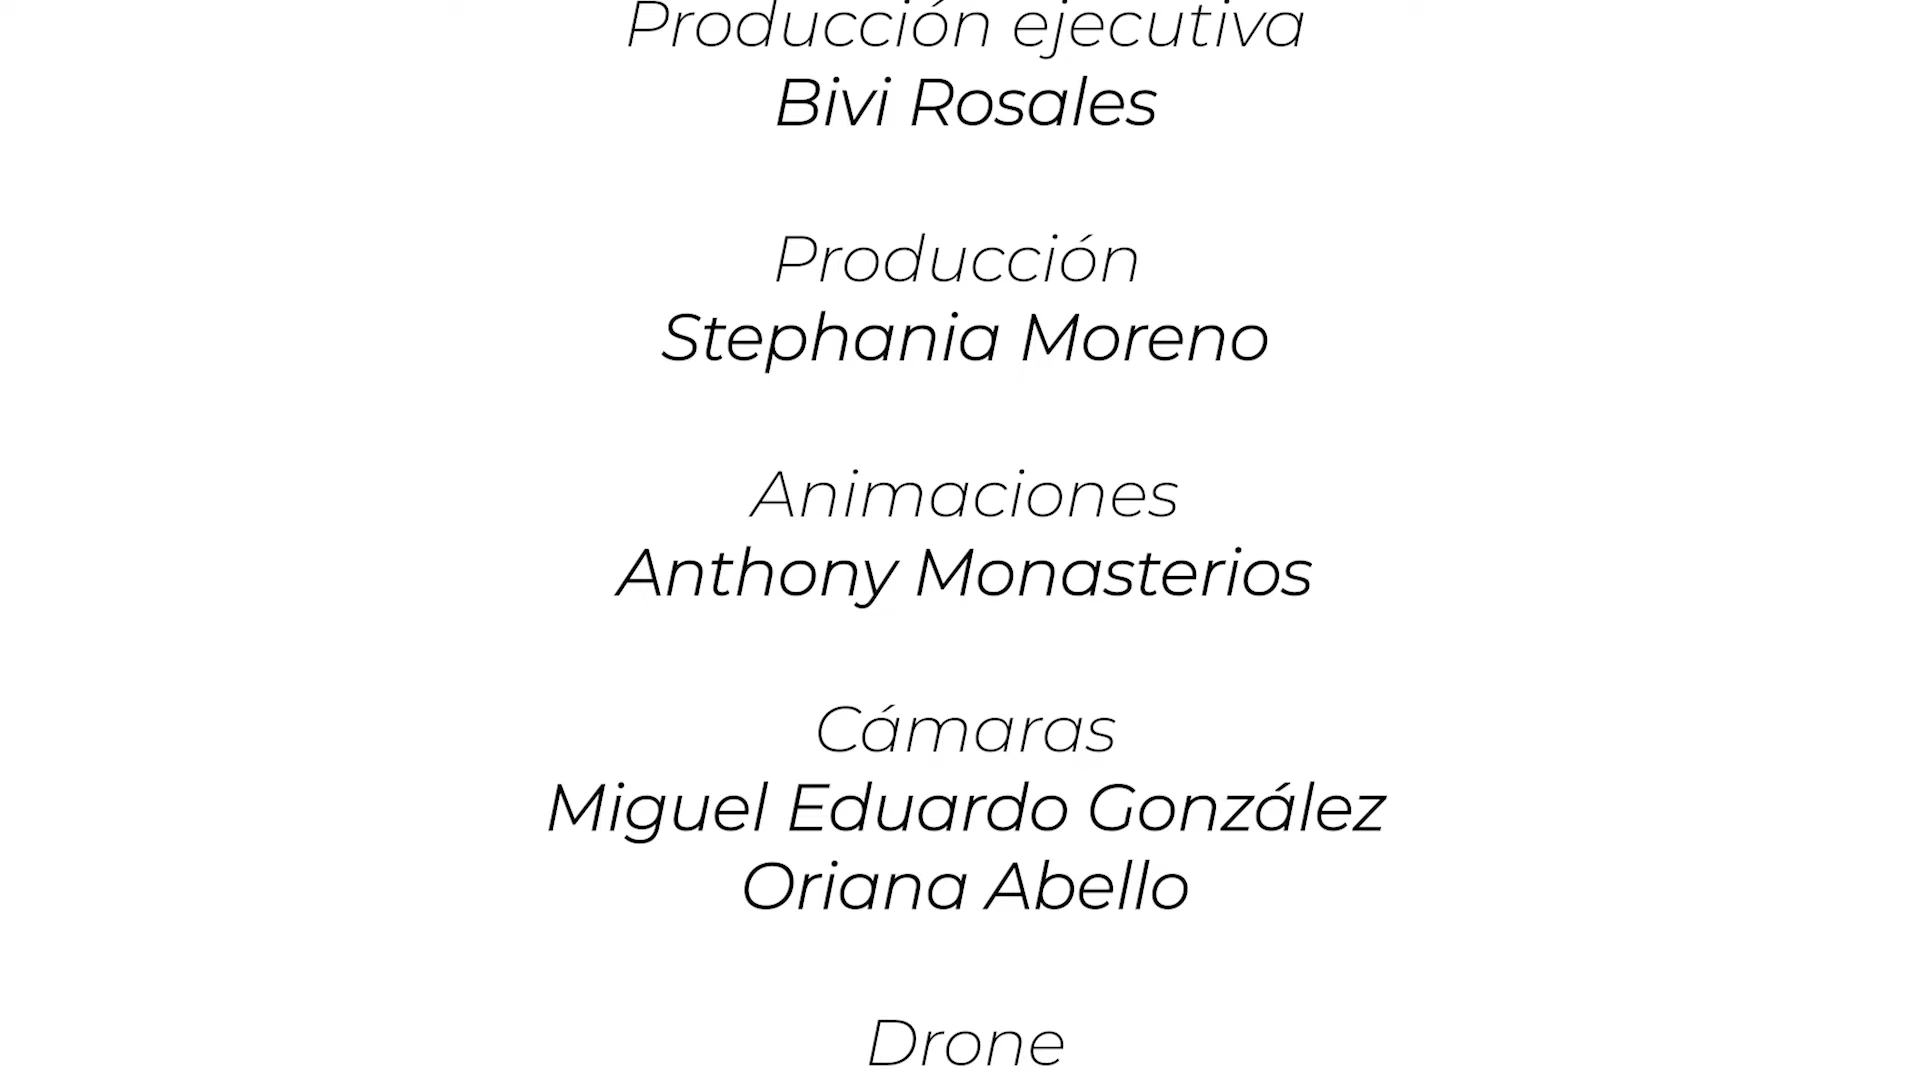 Producción ejecutiva
Bivi Rosales
Producción
Stephania Moreno
Animaciones
Anthony Monasterios
Cámaras
Miguel Eduardo González
Oriana Abello
Drone